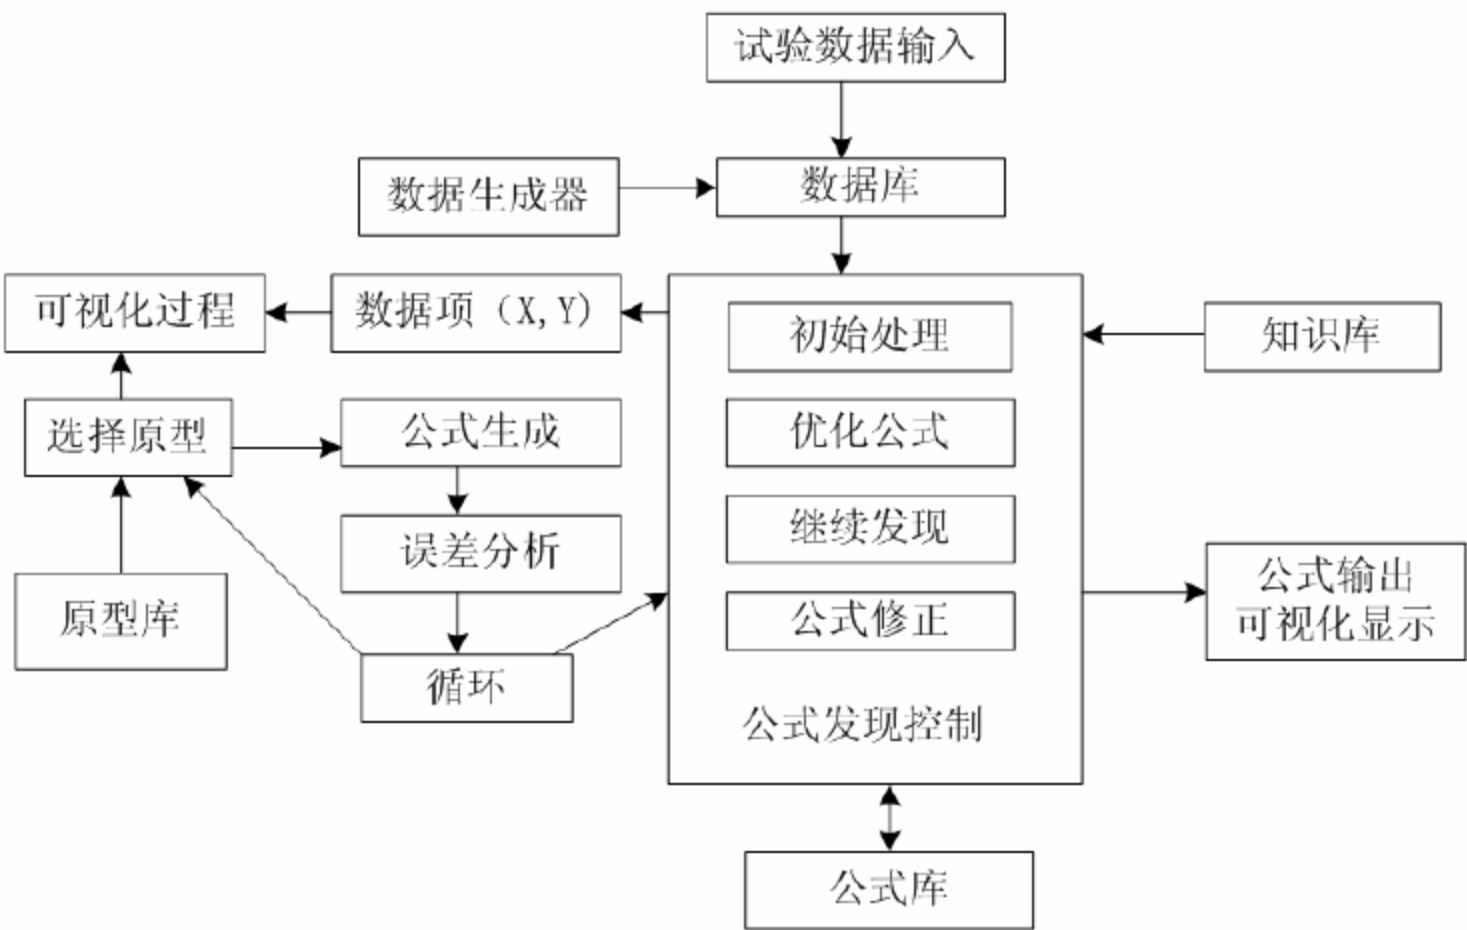 试验数据输入
数据生成器
数据库
可视化过程
数据项（X,Y)
初始处理
知识库
选择原型
公式生成
优化公式
误差分析
继续发现
原型库
公式修正
公式输出
可视化显示
循环
公式发现控制
公式库